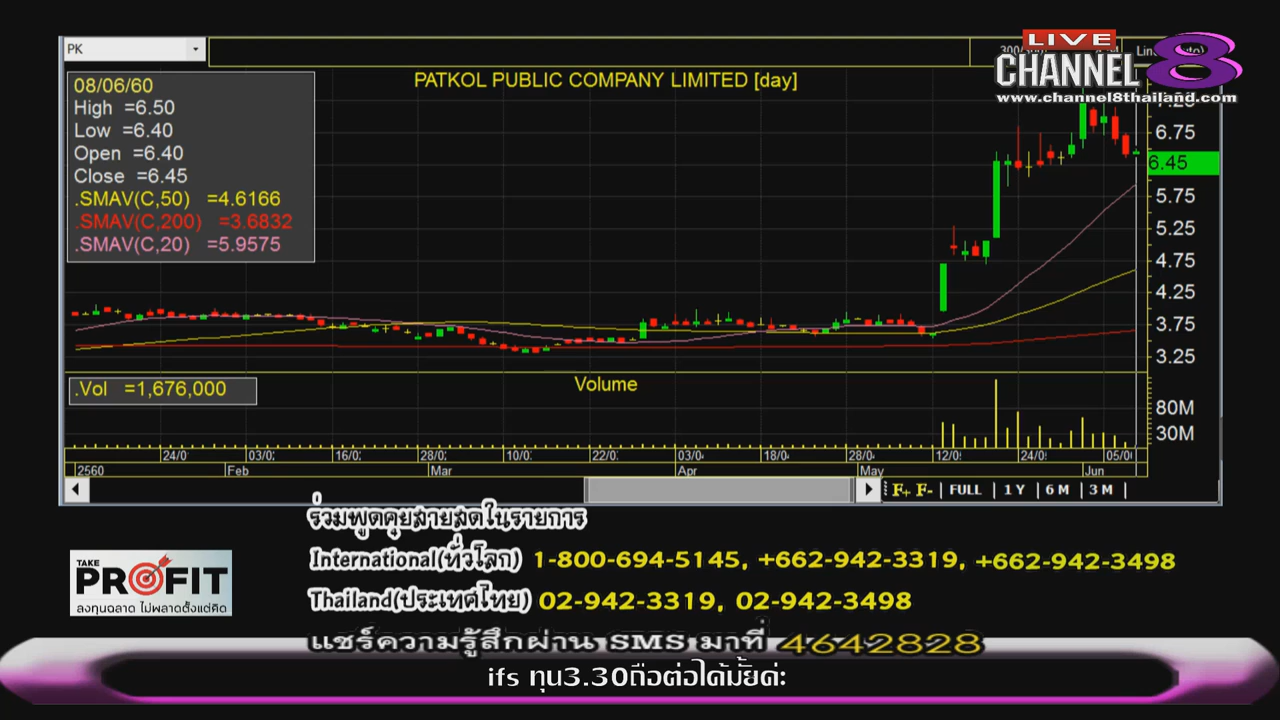 PK
LIVE
CHANNEL 8
www.channel8thailand.com
PATKOL PUBLIC COMPANY LIMITED [day]
08/06/60
High =6.50
Low =6.40
Open =6.40
Close =6.45
.SMAV(C,50) =4.6166
.SMAV(C,200) =3.6832
.SMAV(C,20) =5.9575
7.25
6.75
6.45
5.75
5.25
4.75
4.25
3.75
3.25
.Vol =1,676,000
Volume
80M
30M
24/0 03/0 16/0 28/0 10/0 22/0 03/0 18/0 28/0 12/0 24/0 05/0
2560 Feb Mar Apr May Jun
F+ F- | FULL | 1 Y | 6 M | 3 M |
ร่วมพูดคุยสายสดในรายการ
International(ทั่วโลก) 1-800-694-5145, +662-942-3319, +662-942-3498
TAKE PROFIT
ลงทุนฉลาด ไม่พลาดตั้งแต่คิด
Thailand(ประเทศไทย) 02-942-3319, 02-942-3498
แชร์ความรู้สึกผ่าน SMS มาที่ 4642828
ifs ทุน3.30ถือต่อได้มั้ยค่ะ